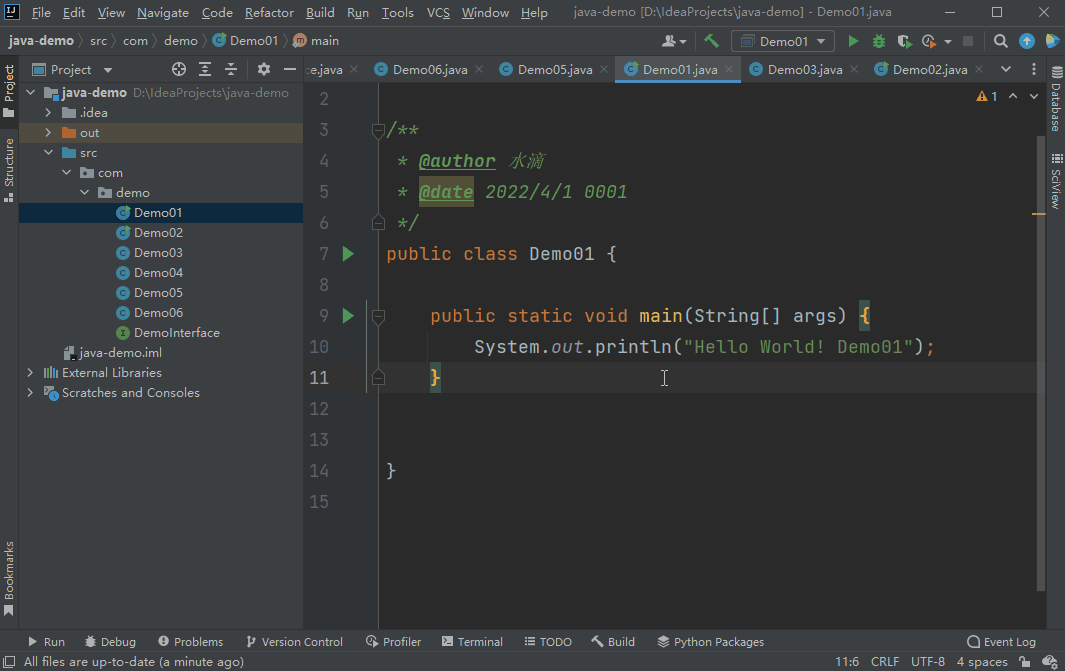 File Edit View Navigate Code Refactor Build Run Tools VCS Window Help java-demo [D:\IdeaProjects\java-demo] - Demo01.java
java-demo src com demo Demo01 main Demo01
Project ce.java Demo06.java Demo05.java Demo01.java Demo03.java Demo02.java
Project
Structure
Bookmarks
java-demo D:\IdeaProjects\java-demo
.idea
out
src
com
demo
Demo01
Demo02
Demo03
Demo04
Demo05
Demo06
DemoInterface
java-demo.iml
External Libraries
Scratches and Consoles
1
2
3 /**
4 * @author 水滴
5 * @date 2022/4/1 0001
6 */
7 public class Demo01 {
8
9 public static void main(String[] args) {
10 System.out.println("Hello World! Demo01");
11 }
12
13
14 }
15
Database
SciView
Run Debug Problems Version Control Profiler Terminal TODO Build Python Packages Event Log
All files are up-to-date (a minute ago) 11:6 CRLF UTF-8 4 spaces